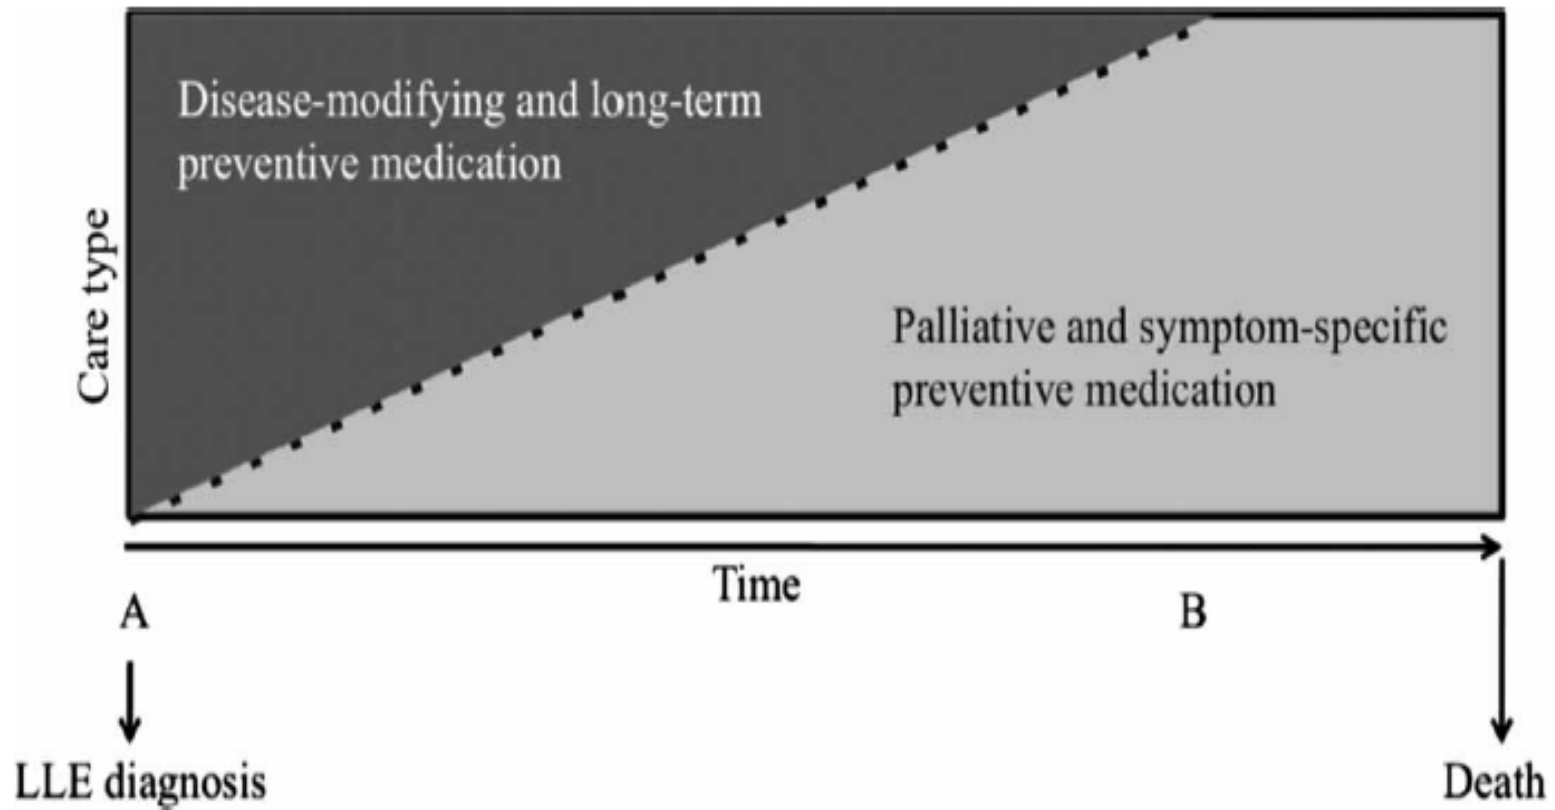 Disease-modifying and long-term
preventive medication
Care type
Palliative and symptom-specific
preventive medication
Time
A
B
LLE diagnosis
Death